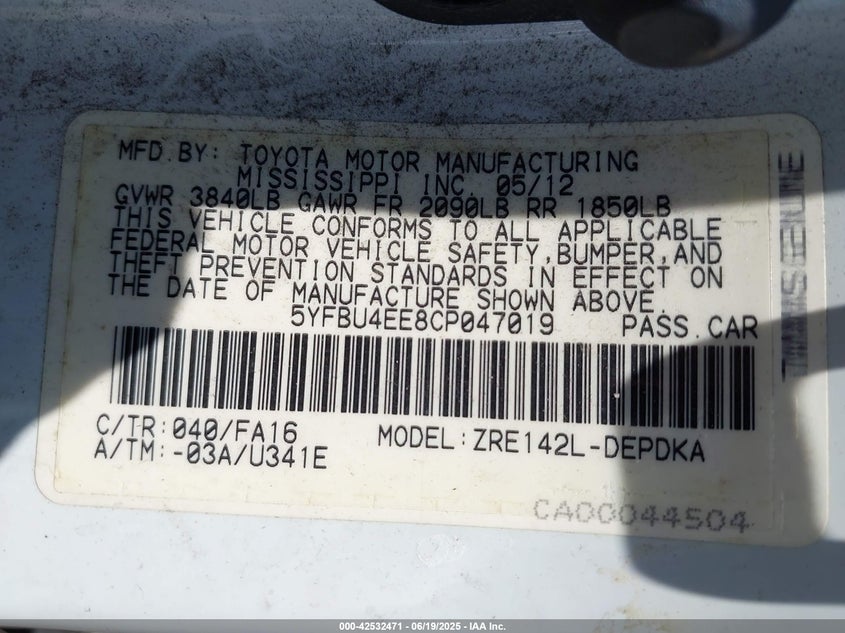 MFD.BY: TOYOTA MOTOR MANUFACTURING
MISSISSIPPI INC. 05/12
GVWR 3840LB GAWR FR 2090LB RR 1850LB
THIS VEHICLE CONFORMS TO ALL APPLICABLE
FEDERAL MOTOR VEHICLE SAFETY,BUMPER,AND
THEFT PREVENTION STANDARDS IN EFFECT ON
THE DATE OF MANUFACTURE SHOWN ABOVE.
5YFBU4EE8CP047019 PASS.CAR
C/TR:040/FA16 MODEL:ZRE142L-DEPDKA
A/TM:-03A/U341E
CA00044504
000-42532471 - 06/19/2025 - IAA Inc.